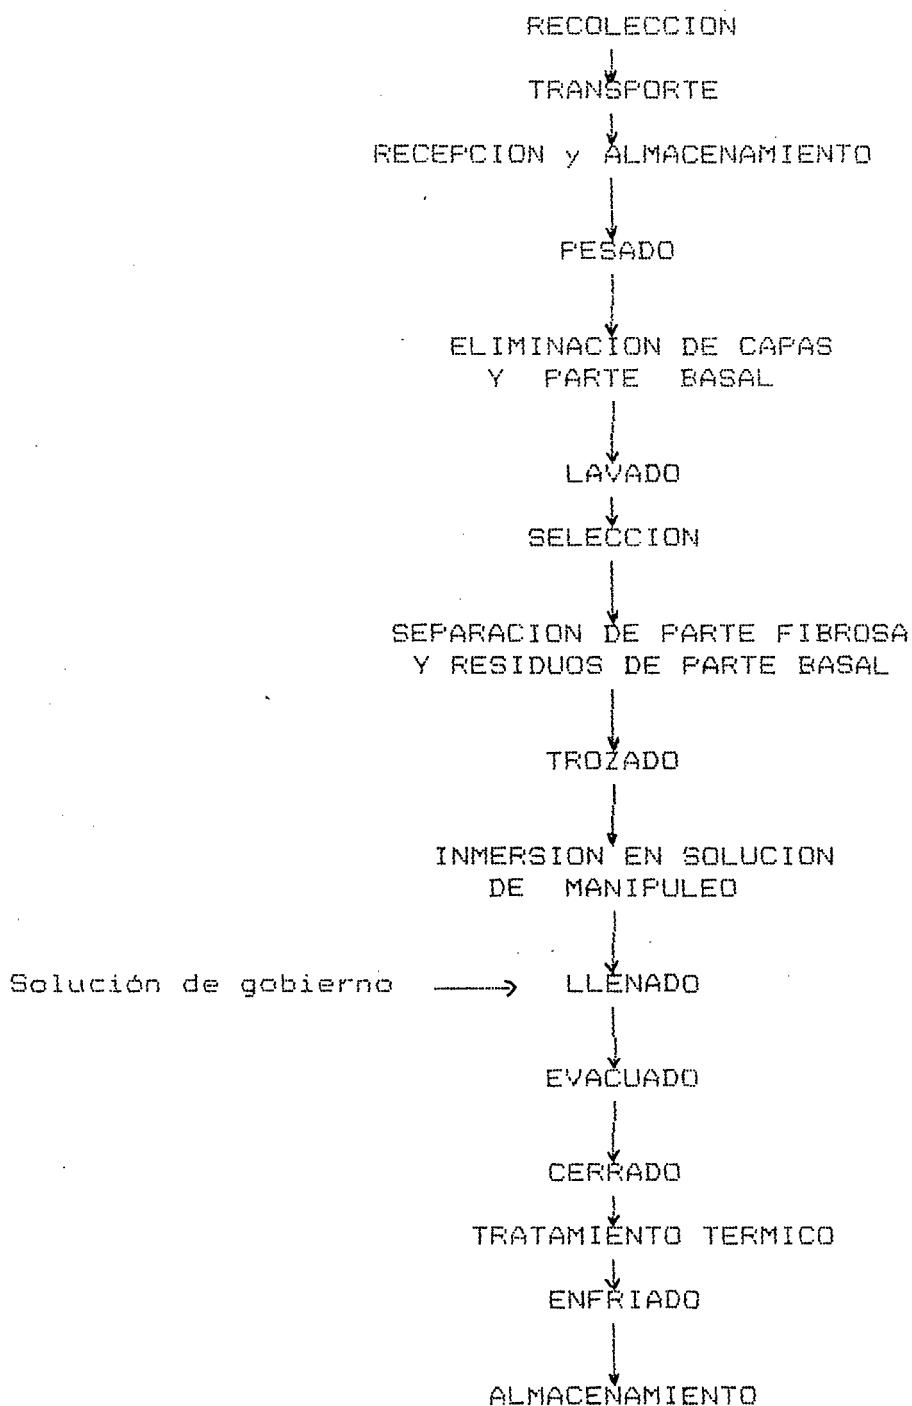 RECOLECCION
TRANSPORTE
RECEPCION y ALMACENAMIENTO
PESADO
ELIMINACION DE CAPAS
Y PARTE BASAL
LAVADO
SELECCION
SEPARACION DE PARTE FIBROSA
Y RESIDUOS DE PARTE BASAL
TROZADO
INMERSION EN SOLUCION
DE MANIPULEO
Solución de gobierno LLENADO
EVACUADO
CERRADO
TRATAMIENTO TERMICO
ENFRIADO
ALMACENAMIENTO